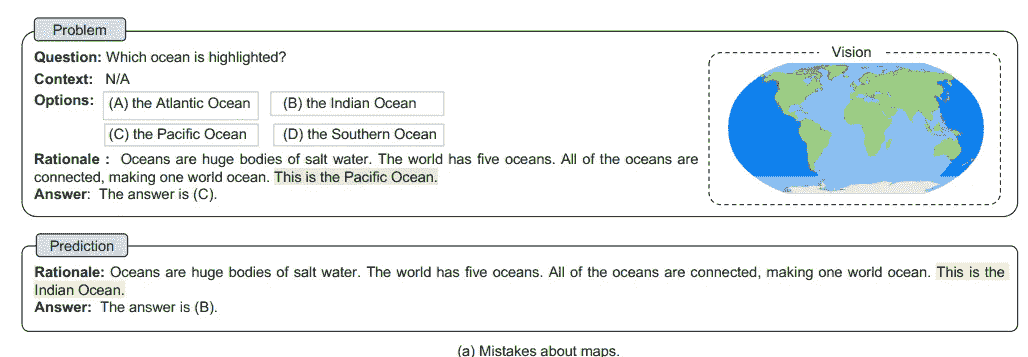 Problem
Question: Which ocean is highlighted?
Context: N/A
Options: (A) the Atlantic Ocean (B) the Indian Ocean
(C) the Pacific Ocean (D) the Southern Ocean
Rationale : Oceans are huge bodies of salt water. The world has five oceans. All of the oceans are
connected, making one world ocean. This is the Pacific Ocean.
Answer: The answer is (C).
Vision
Prediction
Rationale: Oceans are huge bodies of salt water. The world has five oceans. All of the oceans are connected, making one world ocean. This is the
Indian Ocean.
Answer: The answer is (B).
(a) Mistakes about maps.